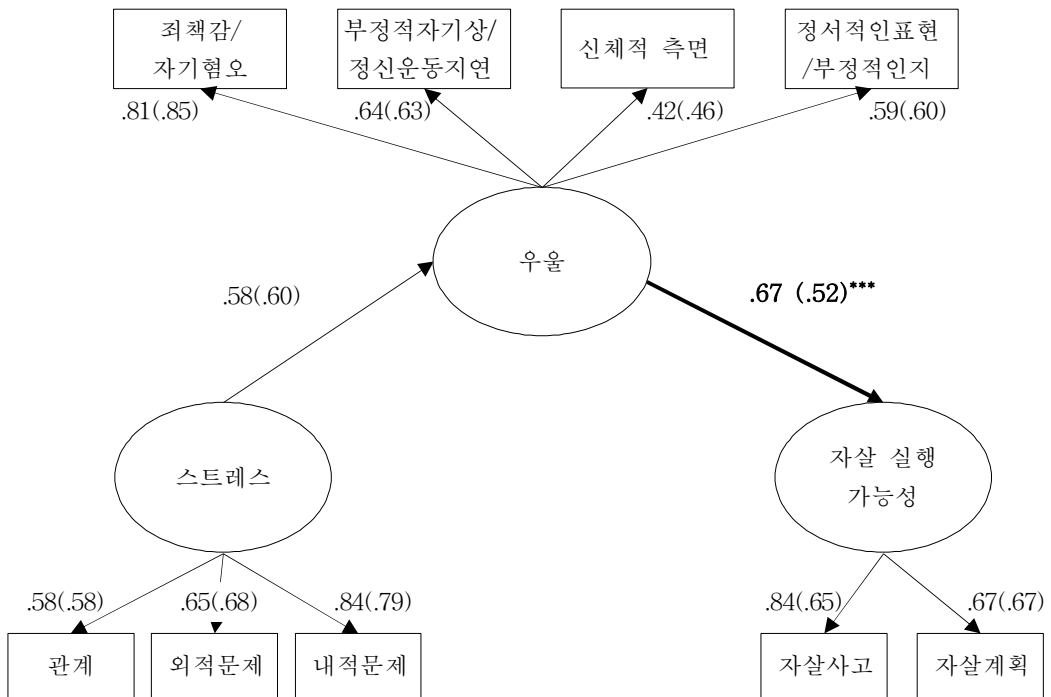 죄책감/
자기혐오
부정적자기상/
정신운동지연
신체적 측면
정서적인표현
/부정적인지
.81(.85)
.64(.63)
.42(.46)
.59(.60)
우울
.58(.60)
.67 (.52)***
스트레스
자살 실행
가능성
.58(.58)
.65(.68)
.84(.79)
.84(.65)
.67(.67)
관계
외적문제
내적문제
자살사고
자살계획